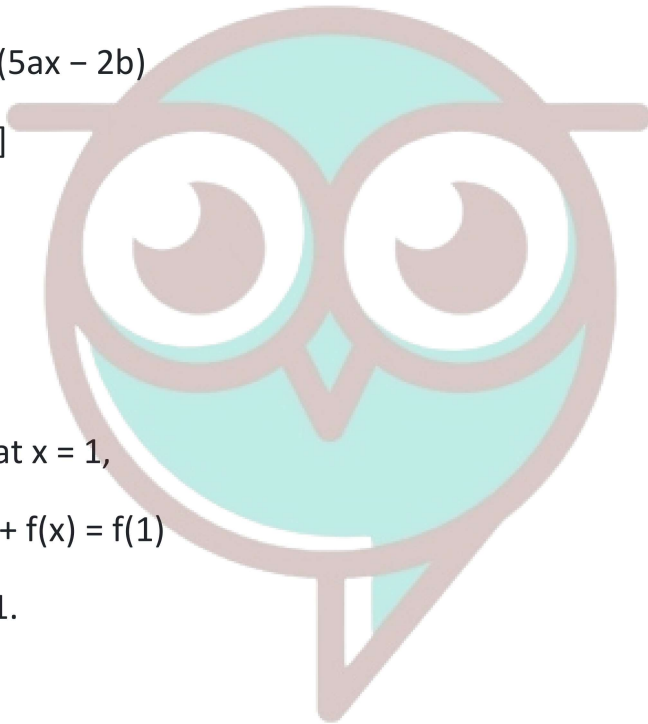 (5ax – 2b)
]
at x = 1,
+ f(x) = f(1)
1.